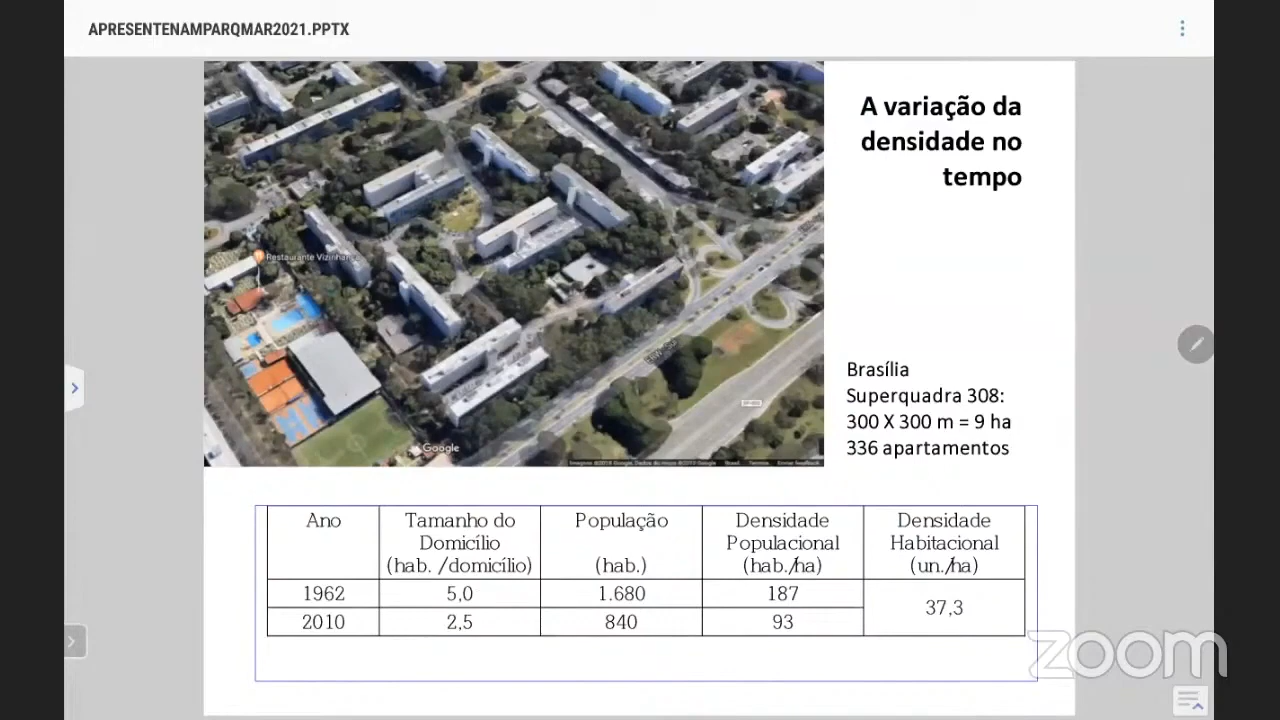 APRESENTENAMPARQMAR2021.PPTX
A variação da
densidade no
tempo
Restaurante Vizinhança
Google
Brasília
Superquadra 308:
300 X 300 m = 9 ha
336 apartamentos
Ano
Tamanho do
Domicílio
(hab. /domicílio)
População
(hab.)
Densidade
Populacional
(hab./ha)
Densidade
Habitacional
(un./ha)
1962
5,0
1.680
187
37,3
2010
2,5
840
93
zoom